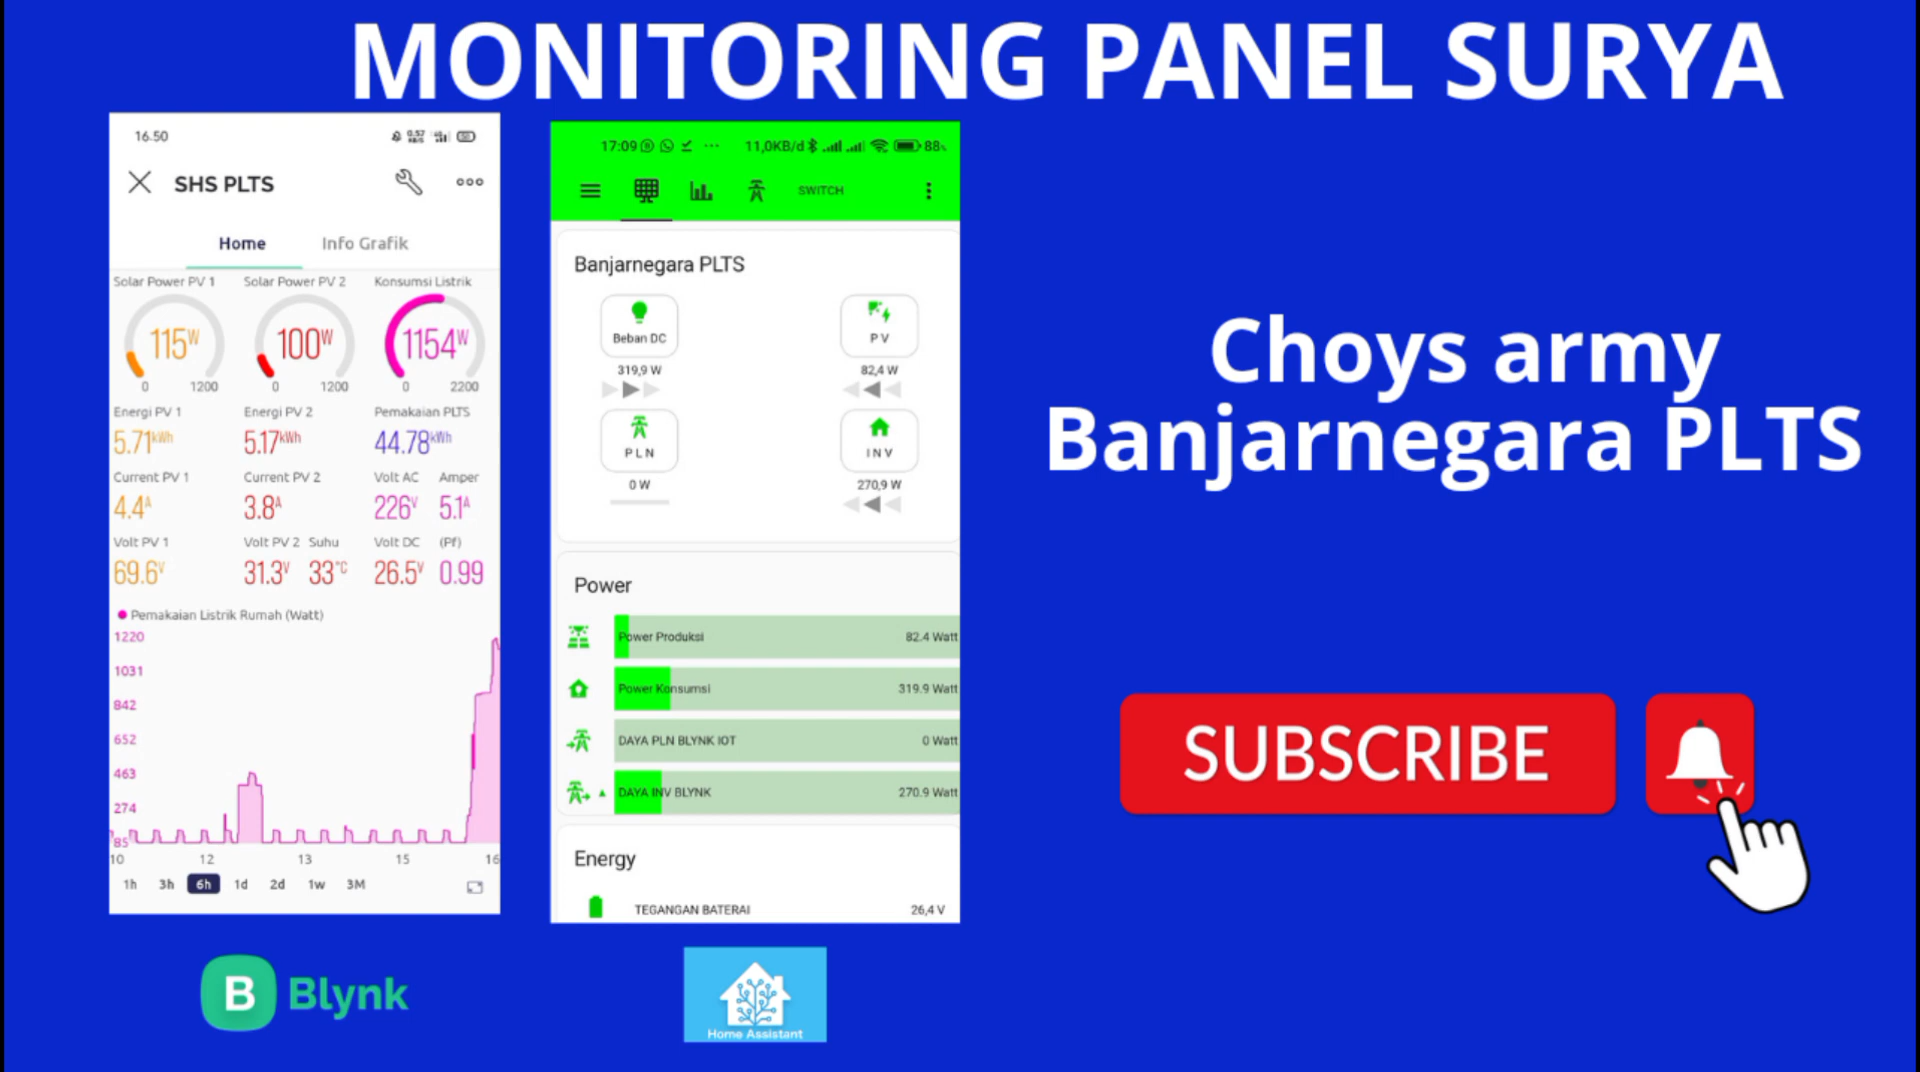 MONITORING PANEL SURYA
16.50
SHS PLTS
Home Info Grafik
Solar Power PV 1 Solar Power PV 2 Konsumsi Listrik
115W 100W 1154W
0 1200 0 1200 0 2200
Energi PV 1 Energi PV 2 Pemakaian PLTS
5.71kWh 5.17kWh 44.78kWh
Current PV 1 Current PV 2 Volt AC Amper
4.4A 3.8A 226V 5.1A
Volt PV 1 Volt PV 2 Suhu Volt DC (Pf)
69.6V 31.3V 33°C 26.5V 0.99
Pemakaian Listrik Rumah (Watt)
1220
1031
842
652
463
274
85
10 12 13 15 16
1h 3h 6h 1d 2d 1w 3M
B Blynk
17:09 11,0KB/d 88%
SWITCH
Banjarnegara PLTS
Beban DC PV
319,9 W 82,4 W
PLN INV
0 W 270,9 W
Power
Power Produksi 82.4 Watt
Power Konsumsi 319.9 Watt
DAYA PLN BLYNK IOT 0 Watt
DAYA INV BLYNK 270.9 Watt
Energy
TEGANGAN BATERAI 26,4 V
Home Assistant
Choys army
Banjarnegara PLTS
SUBSCRIBE